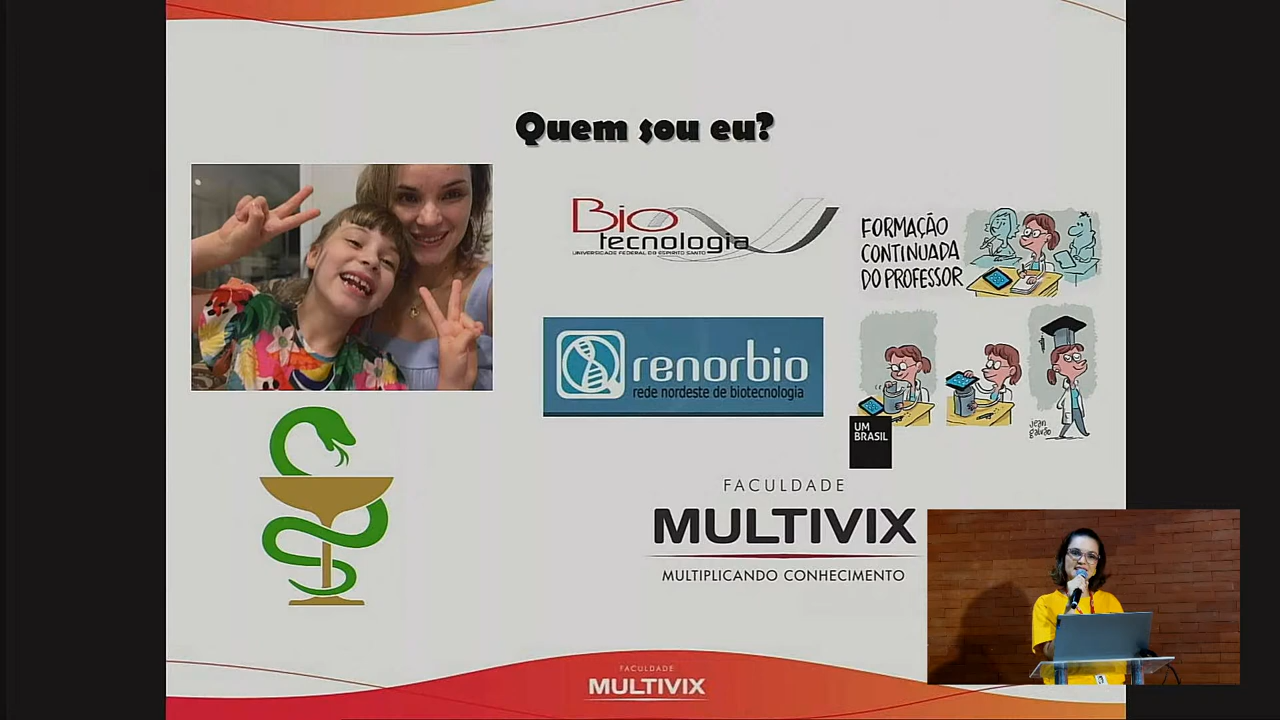 Quem sou eu?
Bio
tecnologia
UNIVERSIDADE FEDERAL DO ESPÍRITO SANTO
FORMAÇÃO
CONTINUADA
DO PROFESSOR
renorbio
rede nordeste de biotecnologia
jean
galvão
UM
BRASIL
FACULDADE
MULTIVIX
MULTIPLICANDO CONHECIMENTO
FACULDADE
MULTIVIX